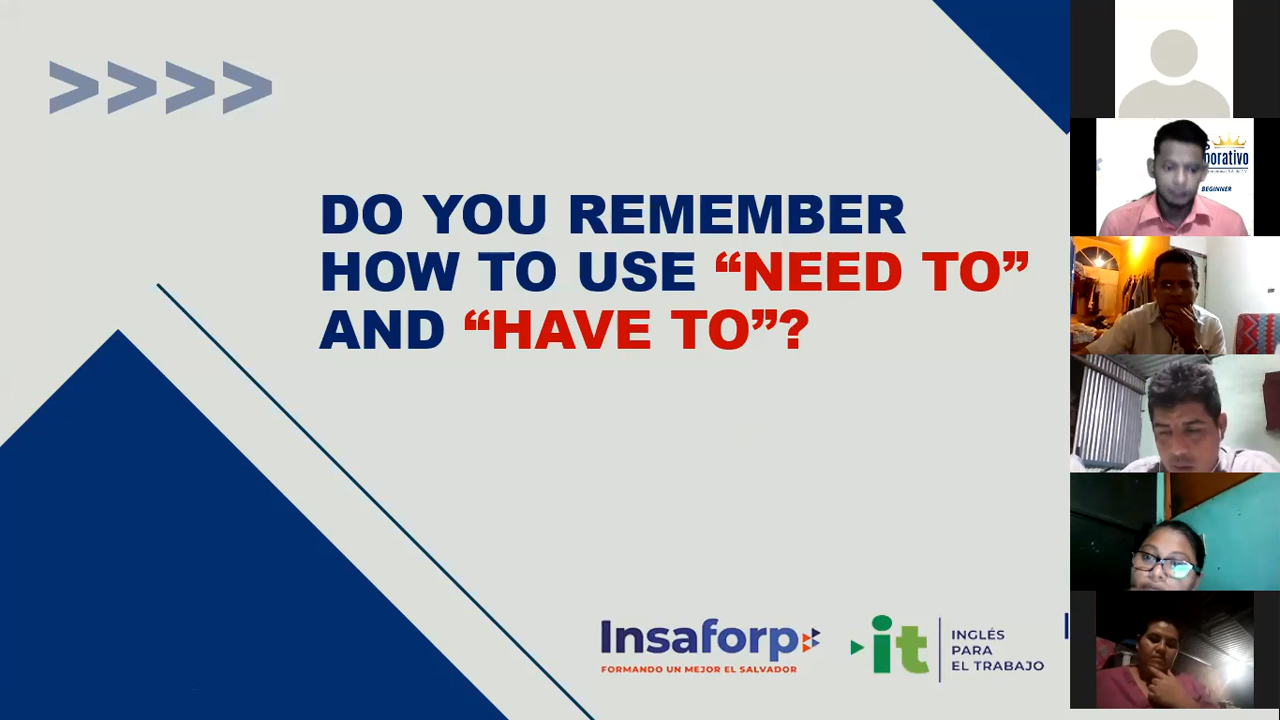 >>>>
DO YOU REMEMBER
HOW TO USE “NEED TO”
AND “HAVE TO”?
Insaforp
FORMANDO UN MEJOR EL SALVADOR
it
INGLÉS
PARA
EL TRABAJO
BEGINNER